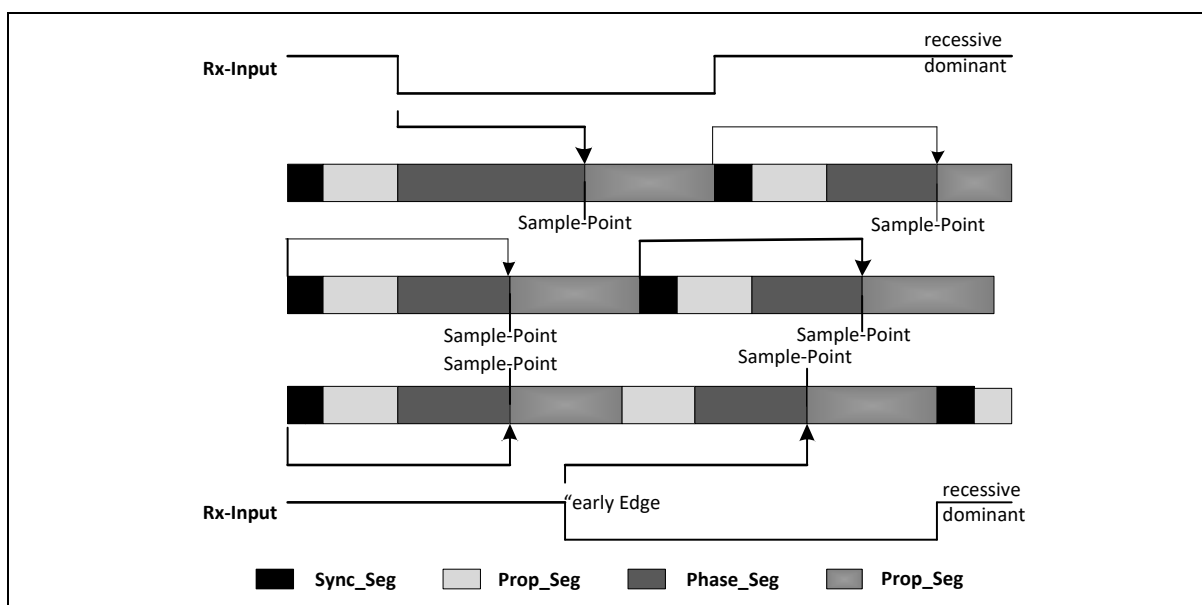 recessive
Rx-Input
dominant
Sample-Point
Sample-Point
Sample-Point
Sample-Point
Sample-Point
Sample-Point
“early Edge
recessive
Rx-Input
dominant
Sync_Seg
Prop_Seg
Phase_Seg
Prop_Seg